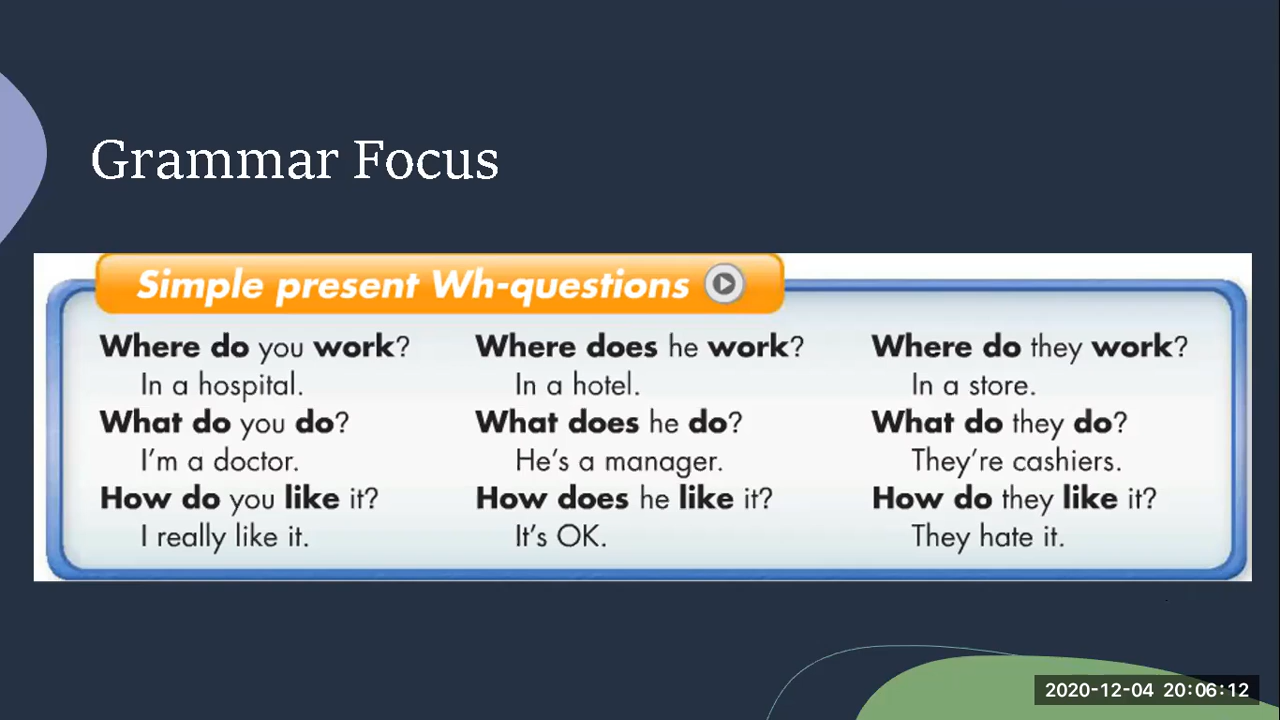 Grammar Focus
Simple present Wh-questions
Where do you work?
In a hospital.
What do you do?
I'm a doctor.
How do you like it?
I really like it.
Where does he work?
In a hotel.
What does he do?
He's a manager.
How does he like it?
It's OK.
Where do they work?
In a store.
What do they do?
They're cashiers.
How do they like it?
They hate it.
2020-12-04 20:06:12